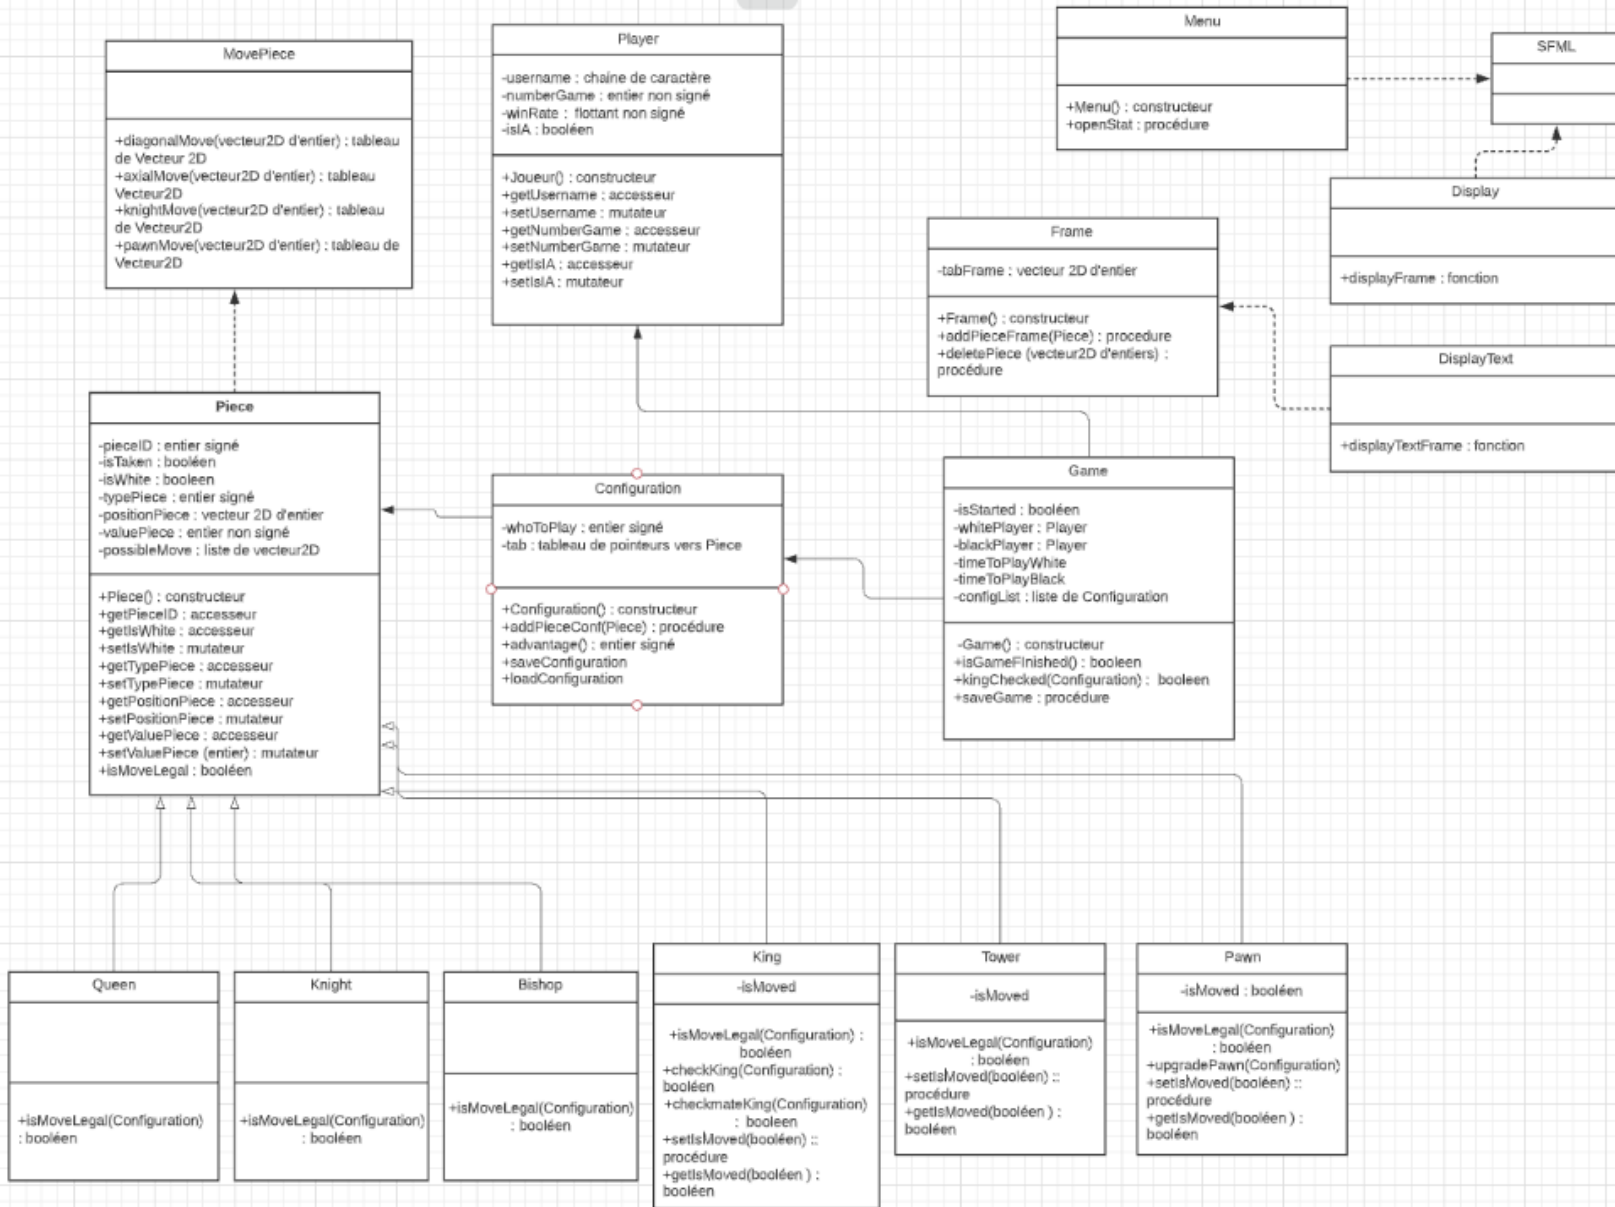 MovePiece
+diagonalMove(vecteur2D d'entier) : tableau
de Vecteur 2D
+axialMove(vecteur2D d'entier) : tableau
Vecteur2D
+knightMove(vecteur2D d'entier) : tableau
de Vecteur2D
+pawnMove(vecteur2D d'entier) : tableau de
Vecteur2D
Player
-username : chaine de caractère
-numberGame : entier non signé
-winRate : flottant non signé
-isIA : booléen
+Joueur() : constructeur
+getUsername : accesseur
+setUsername : mutateur
+getNumberGame : accesseur
+setNumberGame : mutateur
+getIsIA : accesseur
+setIsIA : mutateur
Menu
+Menu() : constructeur
+openStat : procédure
SFML
Display
+displayFrame : fonction
Frame
-tabFrame : vecteur 2D d'entier
+Frame() : constructeur
+addPieceFrame(Piece) : procedure
+deletePiece (vecteur2D d'entiers) :
procédure
DisplayText
+displayTextFrame : fonction
Piece
-pieceID : entier signé
-isTaken : booléen
-isWhite : booleen
-typePiece : entier signé
-positionPiece : vecteur 2D d'entier
-valuePiece : entier non signé
-possibleMove : liste de vecteur2D
+Piece() : constructeur
+getPieceID : accesseur
+getIsWhite : accesseur
+setIsWhite : mutateur
+getTypePiece : accesseur
+setTypePiece : mutateur
+getPositionPiece : accesseur
+setPositionPiece : mutateur
+getValuePiece : accesseur
+setValuePiece (entier) : mutateur
+isMoveLegal : booléen
Configuration
-whoToPlay : entier signé
-tab : tableau de pointeurs vers Piece
+Configuration() : constructeur
+addPieceConf(Piece) : procédure
+advantage() : entier signé
+saveConfiguration
+loadConfiguration
Game
-isStarted : booléen
-whitePlayer : Player
-blackPlayer : Player
-timeToPlayWhite
-timeToPlayBlack
-configList : liste de Configuration
-Game() : constructeur
+isGameFinished() : booleen
+kingChecked(Configuration) : booleen
+saveGame : procédure
Queen
+isMoveLegal(Configuration)
: booléen
Knight
+isMoveLegal(Configuration)
: booléen
Bishop
+isMoveLegal(Configuration)
: booléen
King
-isMoved
+isMoveLegal(Configuration) :
booléen
+checkKing(Configuration) :
booléen
+checkmateKing(Configuration)
: booleen
+setIsMoved(booléen) ::
procédure
+getIsMoved(booléen ) :
booléen
Tower
-isMoved
+isMoveLegal(Configuration)
: booléen
+setIsMoved(booléen) ::
procédure
+getIsMoved(booléen ) :
booléen
Pawn
-isMoved : booléen
+isMoveLegal(Configuration)
: booléen
+upgradePawn(Configuration)
+setIsMoved(booléen) ::
procédure
+getIsMoved(booléen ) :
booléen